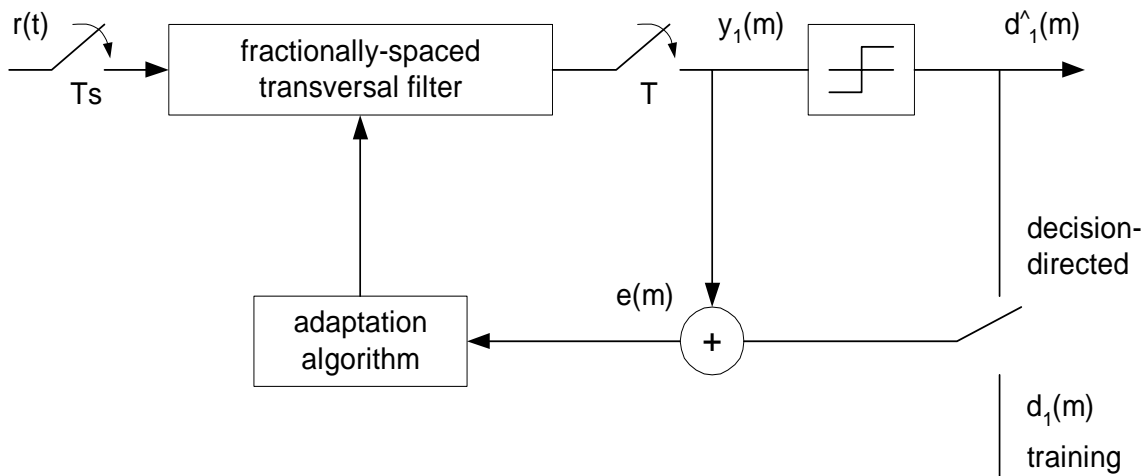 r(t)
Ts
fractionally-spaced
transversal filter
T
y₁(m)
d^₁(m)
decision-
directed
e(m)
+
adaptation
algorithm
d₁(m)
training